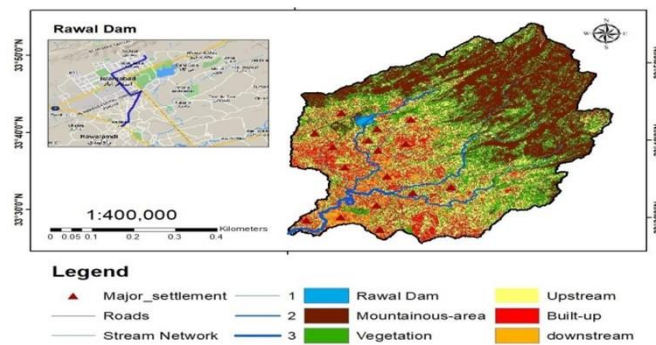 Rawal Dam
Islamabad
Rawalpindi
33°50'0"N
33°40'0"N
33°30'0"N
N
W
E
S
1:400,000
Kilometers
0 0.05 0.1 0.2 0.3 0.4
Legend
Major_settlement 1 Rawal Dam Upstream
Roads 2 Mountainous-area Built-up
Stream Network 3 Vegetation downstream